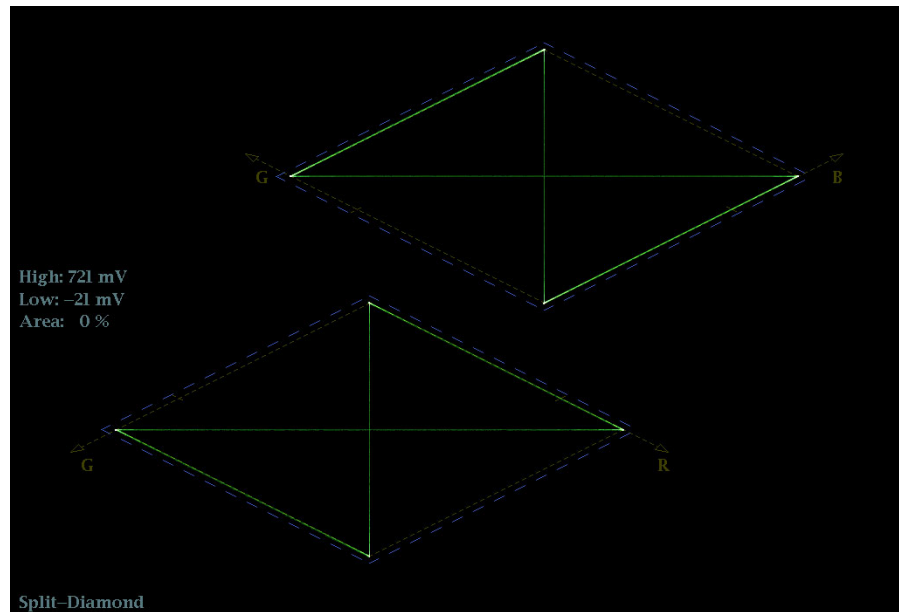 G
B
High: 721 mV
Low: –21 mV
Area: 0 %
G
R
Split–Diamond